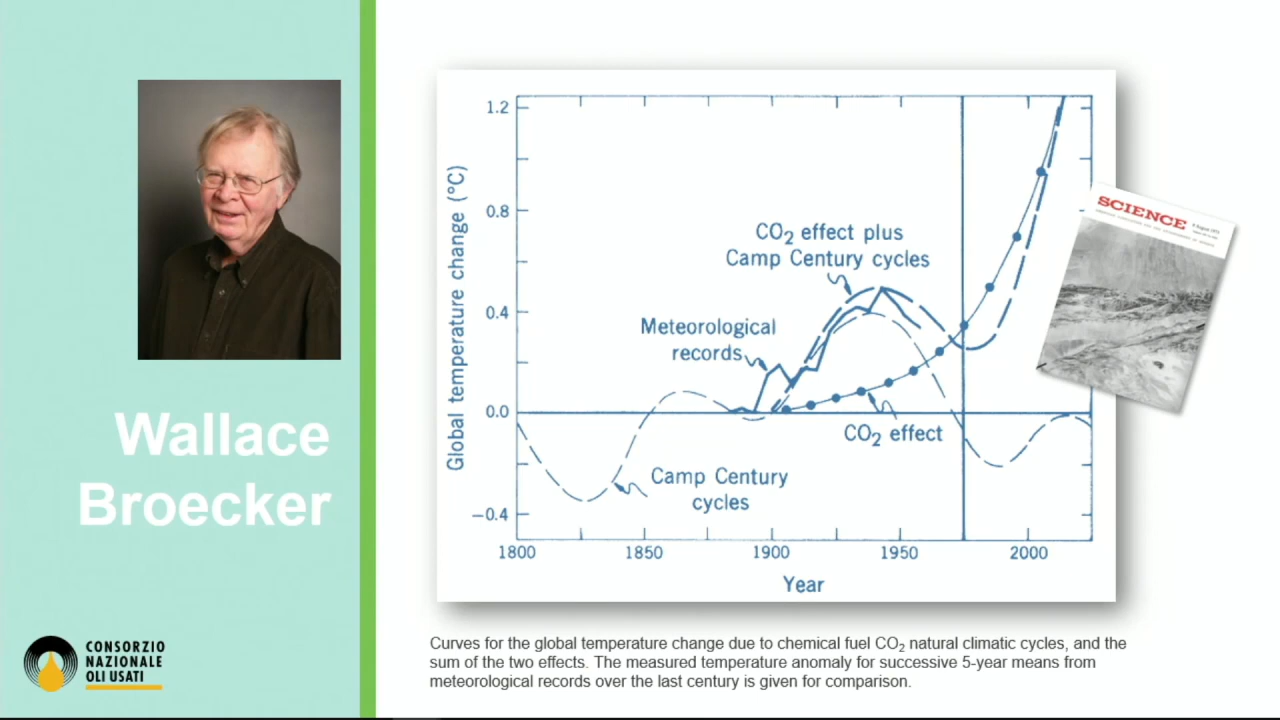 Wallace
Broecker
CONSORZIO
NAZIONALE
OLI USATI
Global temperature change (°C)
1.2
0.8
0.4
0.0
−0.4
CO₂ effect plus
Camp Century cycles
Meteorological
records
CO₂ effect
Camp Century
cycles
1800
1850
1900
1950
2000
Year
SCIENCE
Curves for the global temperature change due to chemical fuel CO₂ natural climatic cycles, and the
sum of the two effects. The measured temperature anomaly for successive 5-year means from
meteorological records over the last century is given for comparison.